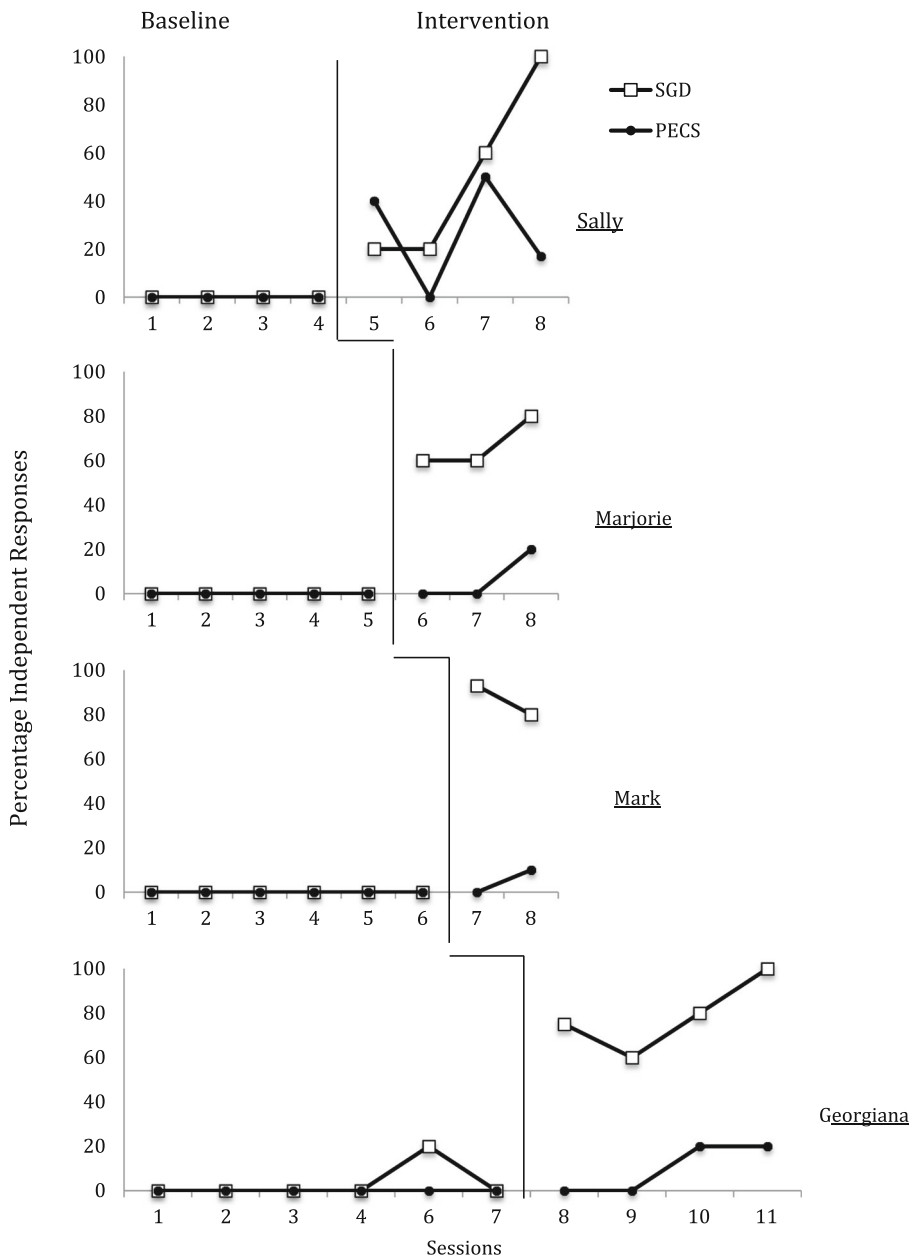 Baseline Intervention
100
80
60
40
20
0
SGD
PECS
Sally
1 2 3 4 5 6 7 8
100
80
60
40
20
0
Marjorie
1 2 3 4 5 6 7 8
Percentage Independent Responses
100
80
60
40
20
0
Mark
1 2 3 4 5 6 7 8
100
80
60
40
20
0
Georgiana
1 2 3 4 6 7 8 9 10 11
Sessions